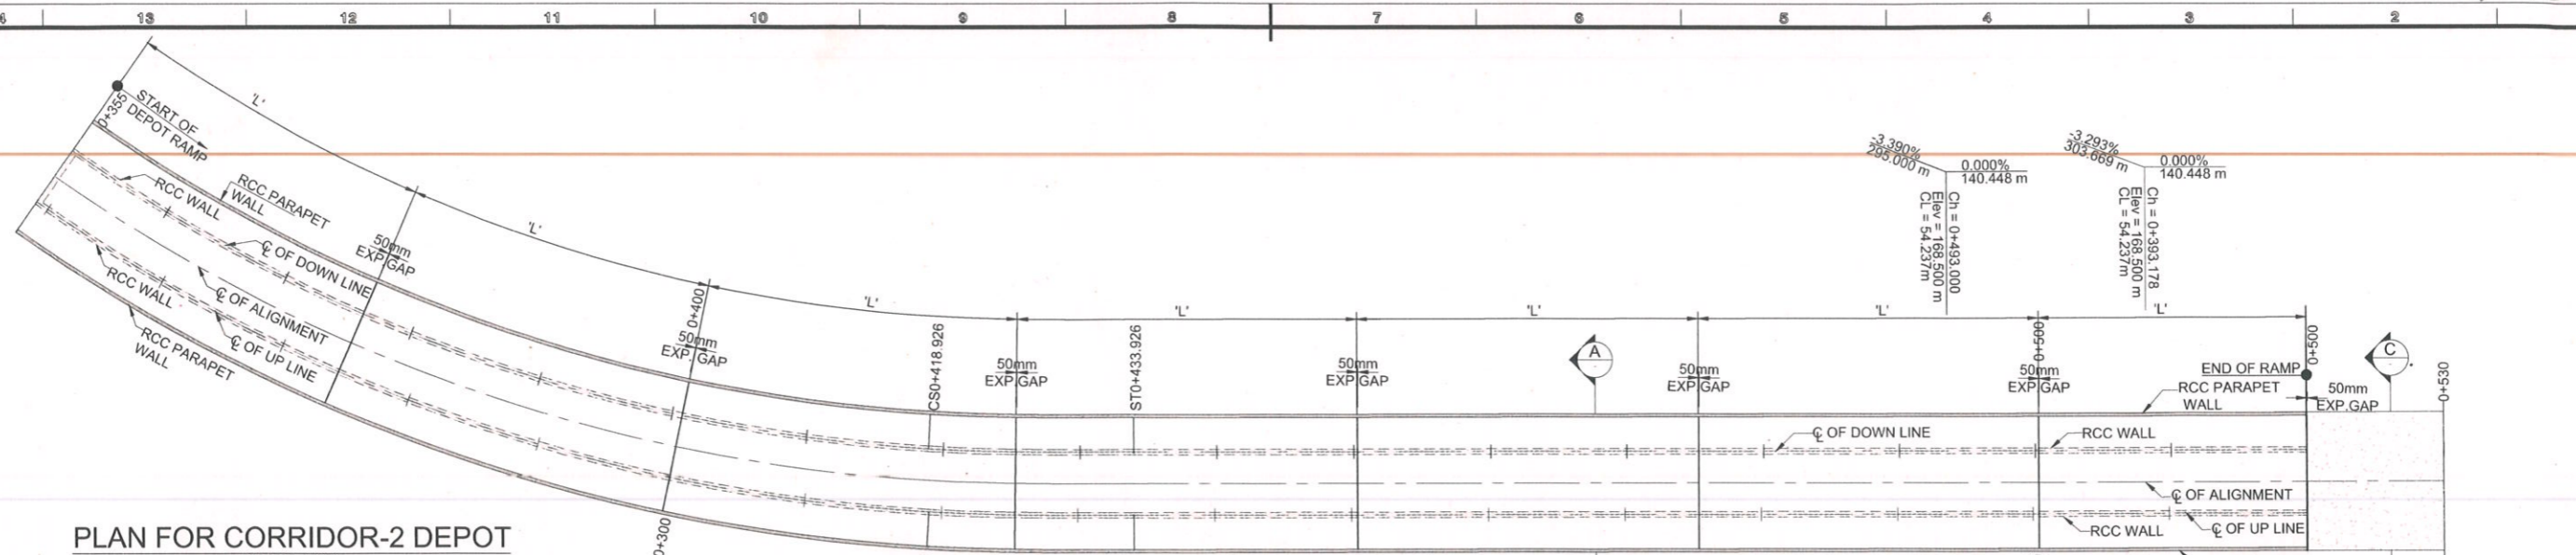 13 12 11 10 9 8 7 6 5 4 3 2
START OF
DEPOT RAMP
0+355
'L'
'L'
'L'
'L'
'L'
'L'
'L'
RCC WALL
RCC PARAPET
WALL
50mm
EXP.GAP
℄ OF DOWN LINE
RCC WALL
℄ OF ALIGNMENT
℄ OF UP LINE
RCC PARAPET
WALL
0+400
50mm
EXP. GAP
0+300
CS0+418.926
50mm
EXP.GAP
ST0+433.926
50mm
EXP.GAP
A
50mm
EXP.GAP
-3.390%
295.000 m
0.000%
140.448 m
Ch = 0+493.000
Elev = 168.500 m
CL = 54.237m
-3.293%
303.669 m
0.000%
140.448 m
Ch = 0+393.178
Elev = 168.500 m
CL = 54.237m
0+500
50mm
EXP.GAP
END OF RAMP
0+500
RCC PARAPET
WALL
50mm
EXP.GAP
C
0+530
℄ OF DOWN LINE
RCC WALL
℄ OF ALIGNMENT
RCC WALL
℄ OF UP LINE
PLAN FOR CORRIDOR-2 DEPOT